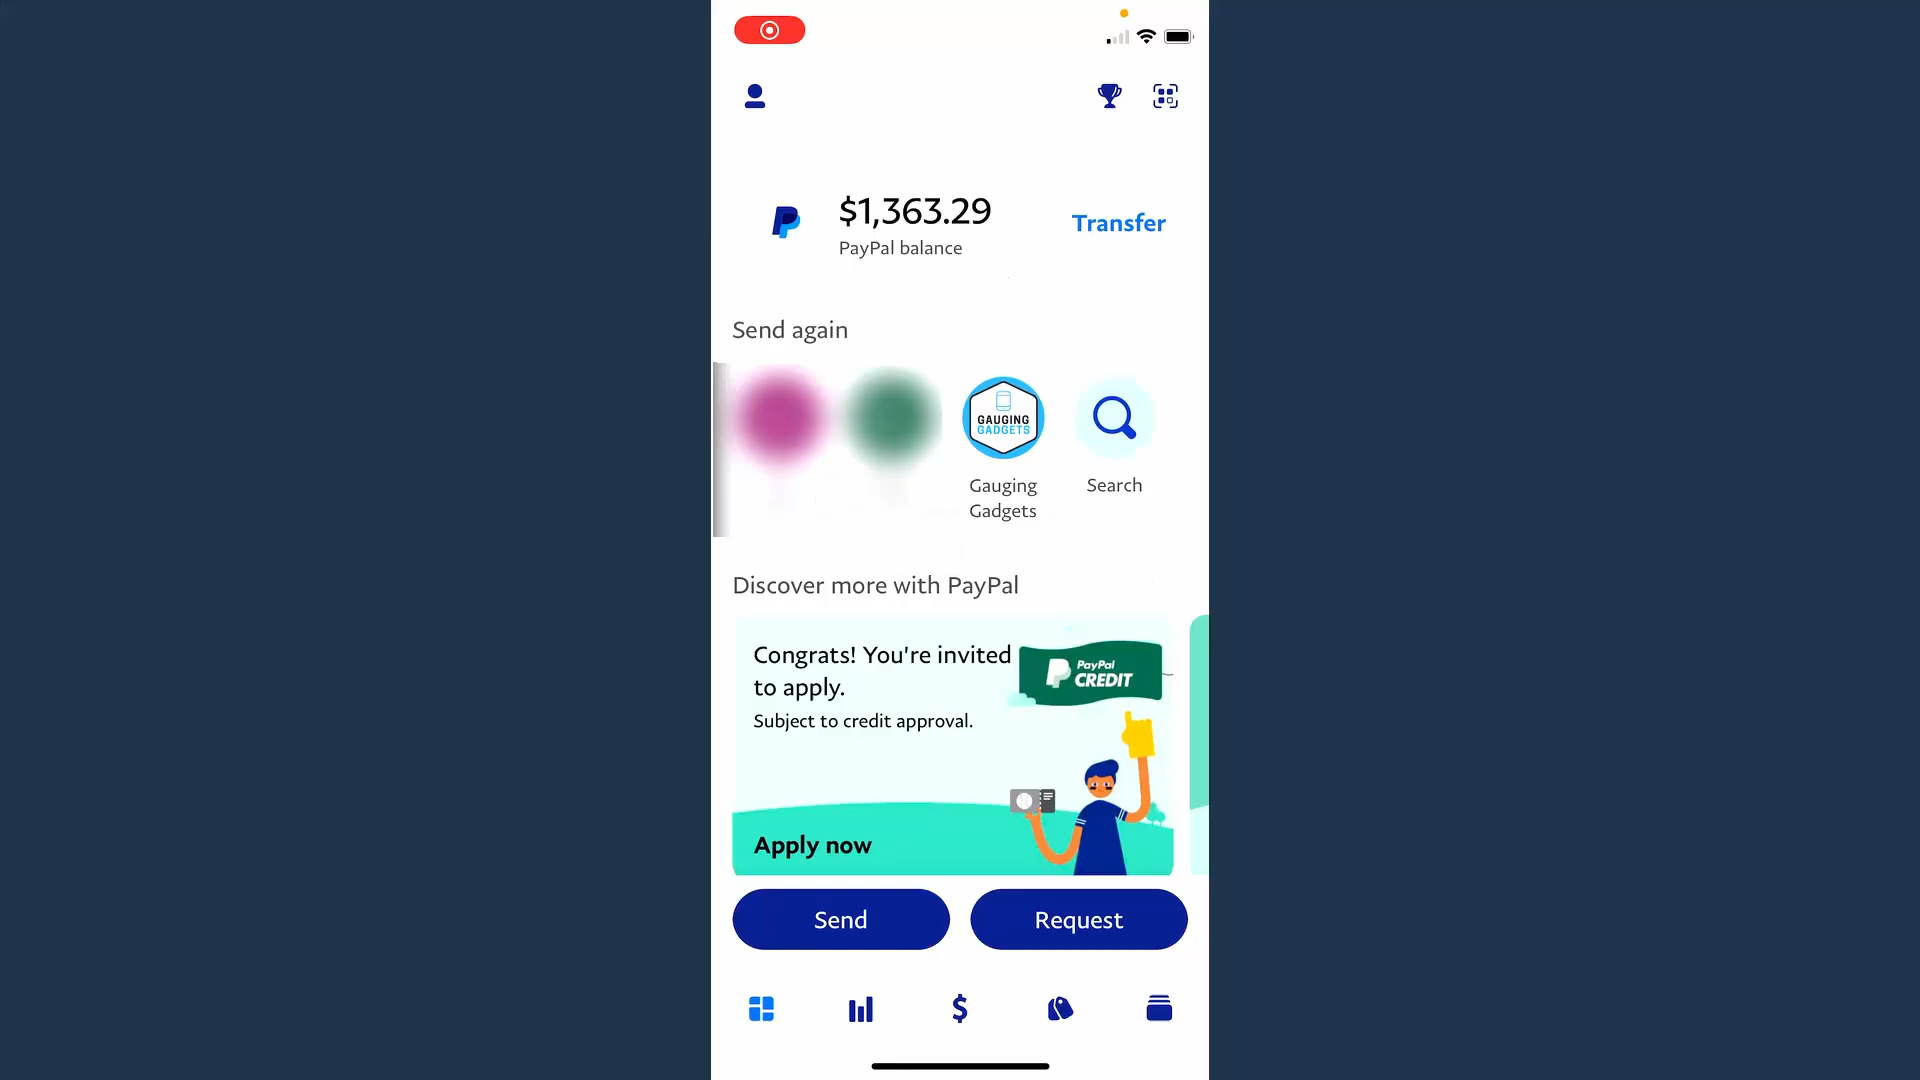 $1,363.29
PayPal balance
Transfer
Send again
GAUGING
GADGETS
Gauging
Gadgets
Search
Discover more with PayPal
Congrats! You're invited
to apply.
Subject to credit approval.
PayPal
CREDIT
Apply now
Send
Request